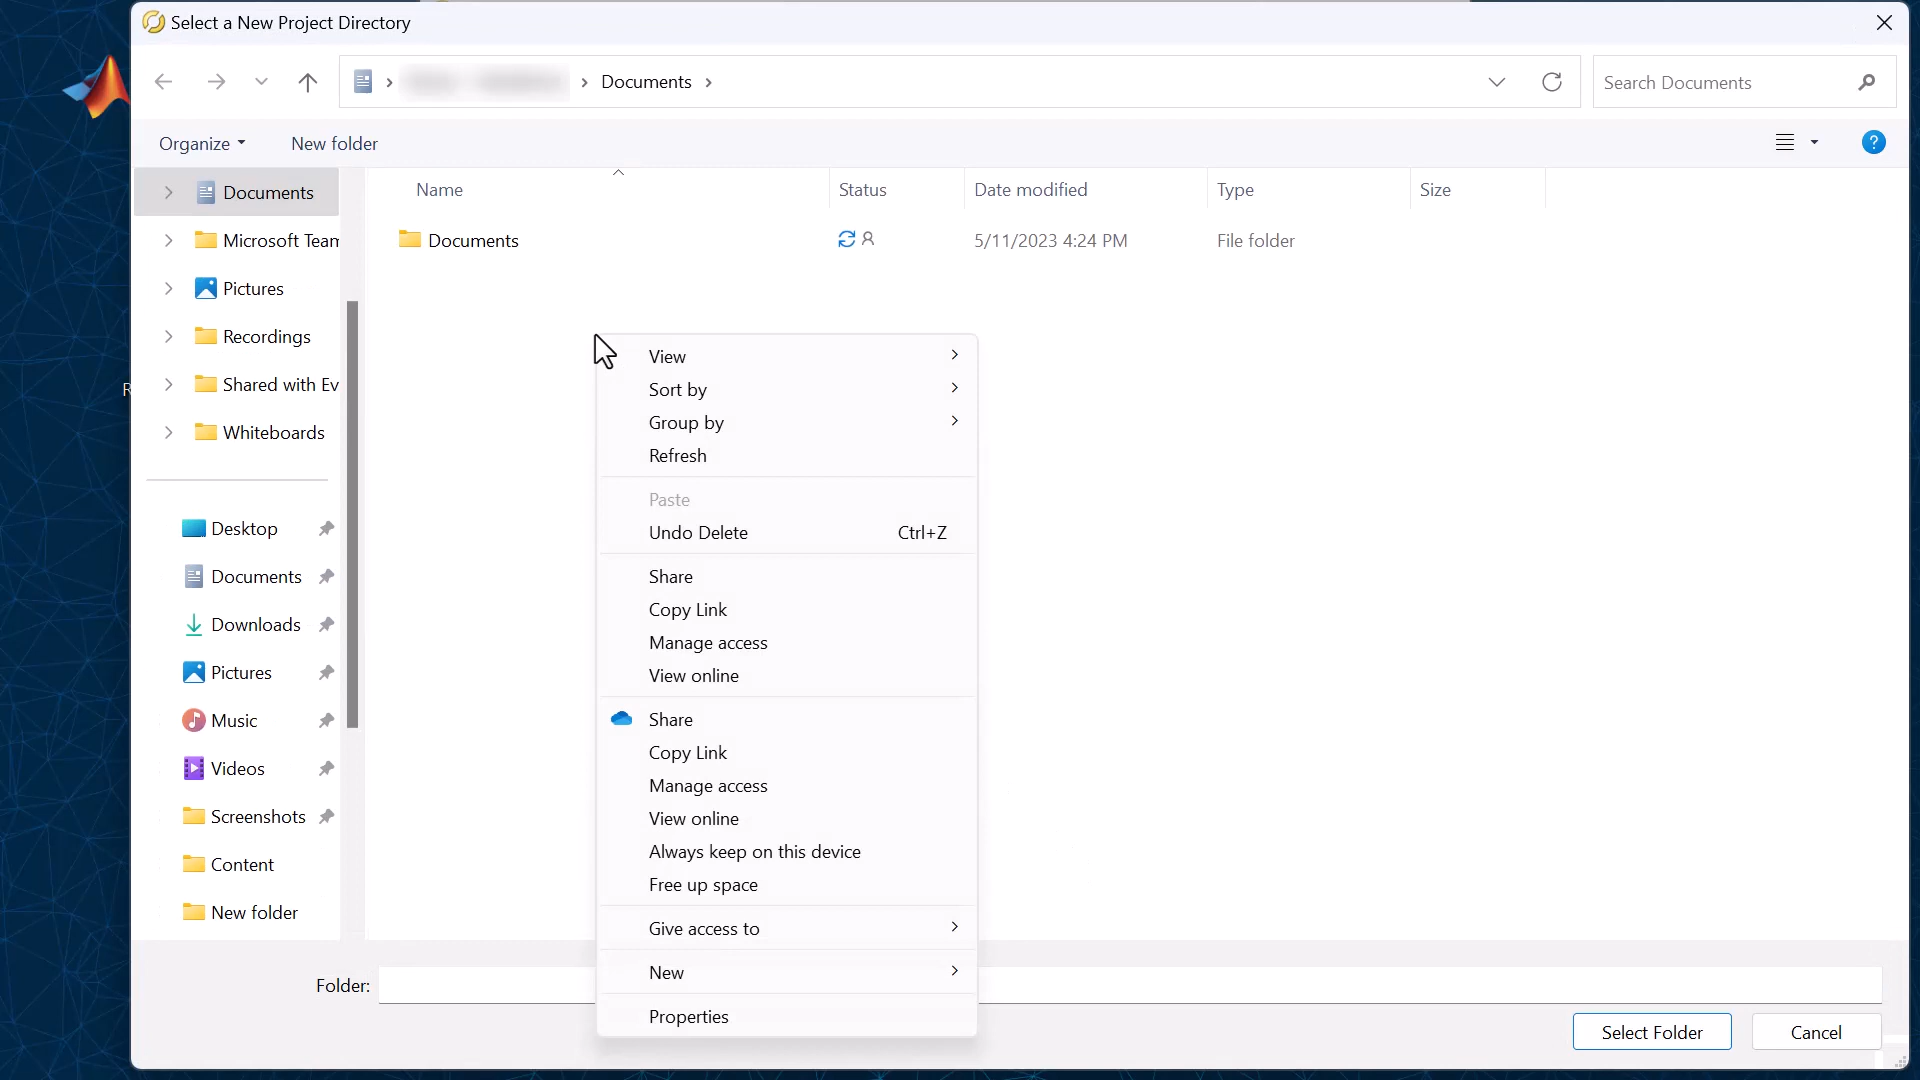 Select a New Project Directory
Documents
Search Documents
Organize
New folder
Name
Status
Date modified
Type
Size
Documents
5/11/2023 4:24 PM
File folder
Documents
Microsoft Team
Pictures
Recordings
Shared with Ev
Whiteboards
Desktop
Documents
Downloads
Pictures
Music
Videos
Screenshots
Content
New folder
R
View
Sort by
Group by
Refresh
Paste
Undo Delete Ctrl+Z
Share
Copy Link
Manage access
View online
Share
Copy Link
Manage access
View online
Always keep on this device
Free up space
Give access to
New
Properties
Folder:
Select Folder
Cancel